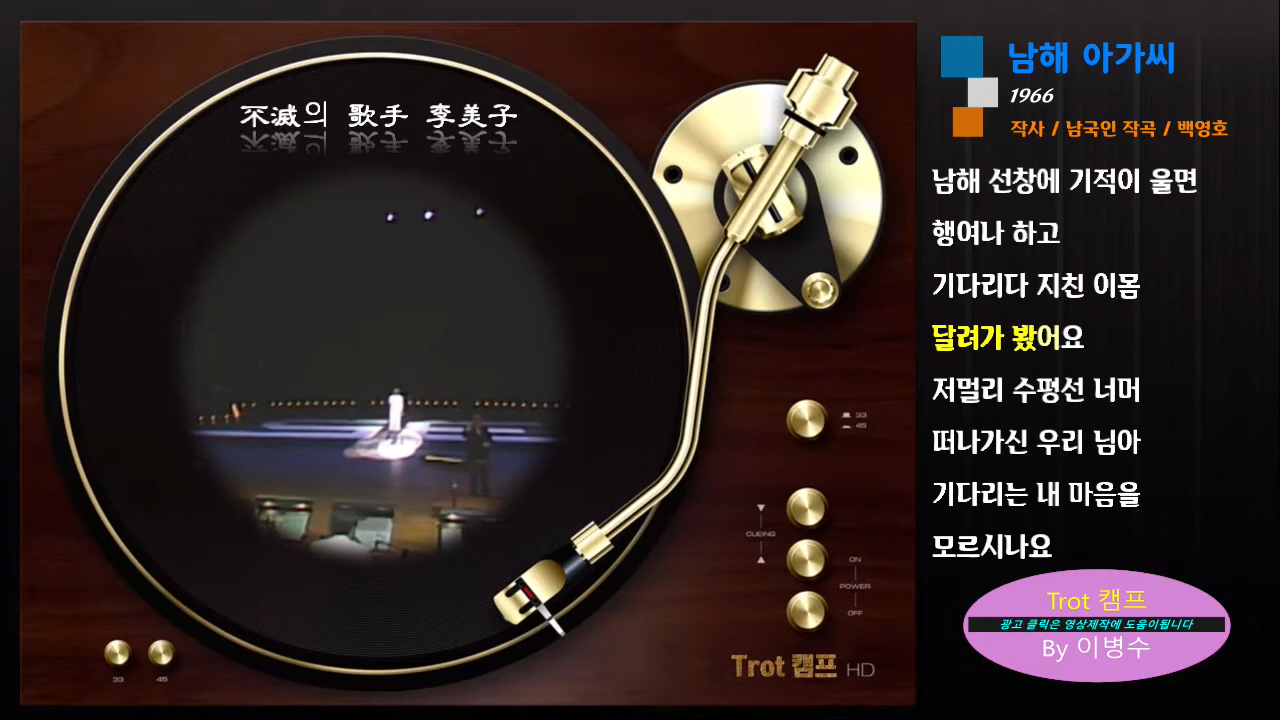 不滅의 歌手 李美子
남해 아가씨
1966
작사 / 남국인 작곡 / 백영호
남해 선창에 기적이 울면
행여나 하고
기다리다 지친 이몸
달려가 봤어요
저멀리 수평선 너머
떠나가신 우리 님아
기다리는 내 마음을
모르시나요
Trot 캠프
광고 클릭은 영상제작에 도움이됩니다
By 이병수
33
45
CUEING
ON
POWER
OFF
Trot 캠프 HD
33
45